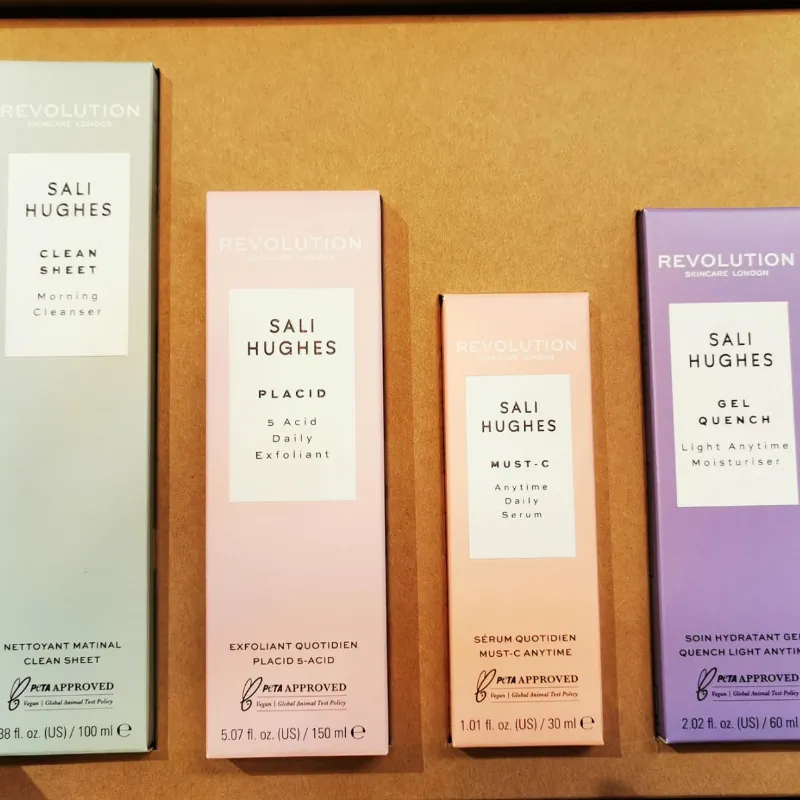 REVOLUTION
SKINCARE LONDON
SALI
HUGHES
CLEAN
SHEET
Morning
Cleanser
NETTOYANT MATINAL
CLEAN SHEET
PETA APPROVED
Vegan | Global Animal Test Policy
38 fl. oz. (US) / 100 ml ℮
REVOLUTION
SKINCARE LONDON
SALI
HUGHES
PLACID
5 Acid
Daily
Exfoliant
EXFOLIANT QUOTIDIEN
PLACID 5-ACID
PETA APPROVED
Vegan | Global Animal Test Policy
5.07 fl. oz. (US) / 150 ml ℮
REVOLUTION
SKINCARE LONDON
SALI
HUGHES
MUST-C
Anytime
Daily
Serum
SÉRUM QUOTIDIEN
MUST-C ANYTIME
PETA APPROVED
Vegan | Global Animal Test Policy
1.01 fl. oz. (US) / 30 ml ℮
REVOLUTION
SKINCARE LONDON
SALI
HUGHES
GEL
QUENCH
Light Anytime
Moisturiser
SOIN HYDRATANT GEL
QUENCH LIGHT ANYTIM
PETA APPROVED
Vegan | Global Animal Test Policy
2.02 fl. oz. (US) / 60 ml